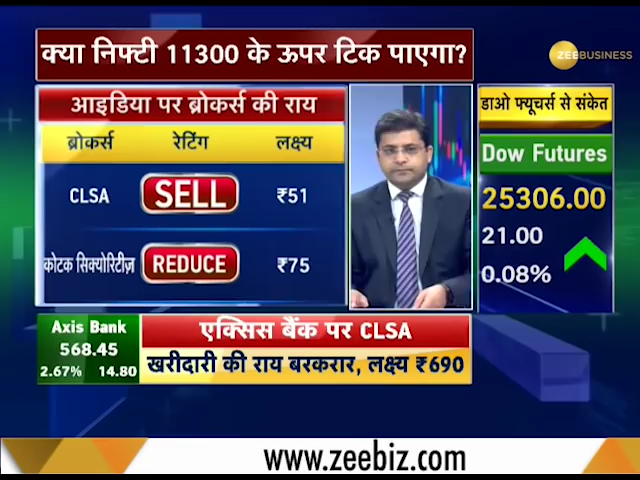 क्या निफ्टी 11300 के ऊपर टिक पाएगा?
ZEE BUSINESS
आइडिया पर ब्रोकर्स की राय
ब्रोकर्स रेटिंग लक्ष्य
CLSA SELL ₹51
कोटक सिक्योरिटीज़ REDUCE ₹75
डाओ फ्यूचर्स से संकेत
Dow Futures
25306.00
21.00
0.08%
Axis Bank
568.45
2.67% 14.80
एक्सिस बैंक पर CLSA
खरीदारी की राय बरकरार, लक्ष्य ₹690
www.zeebiz.com